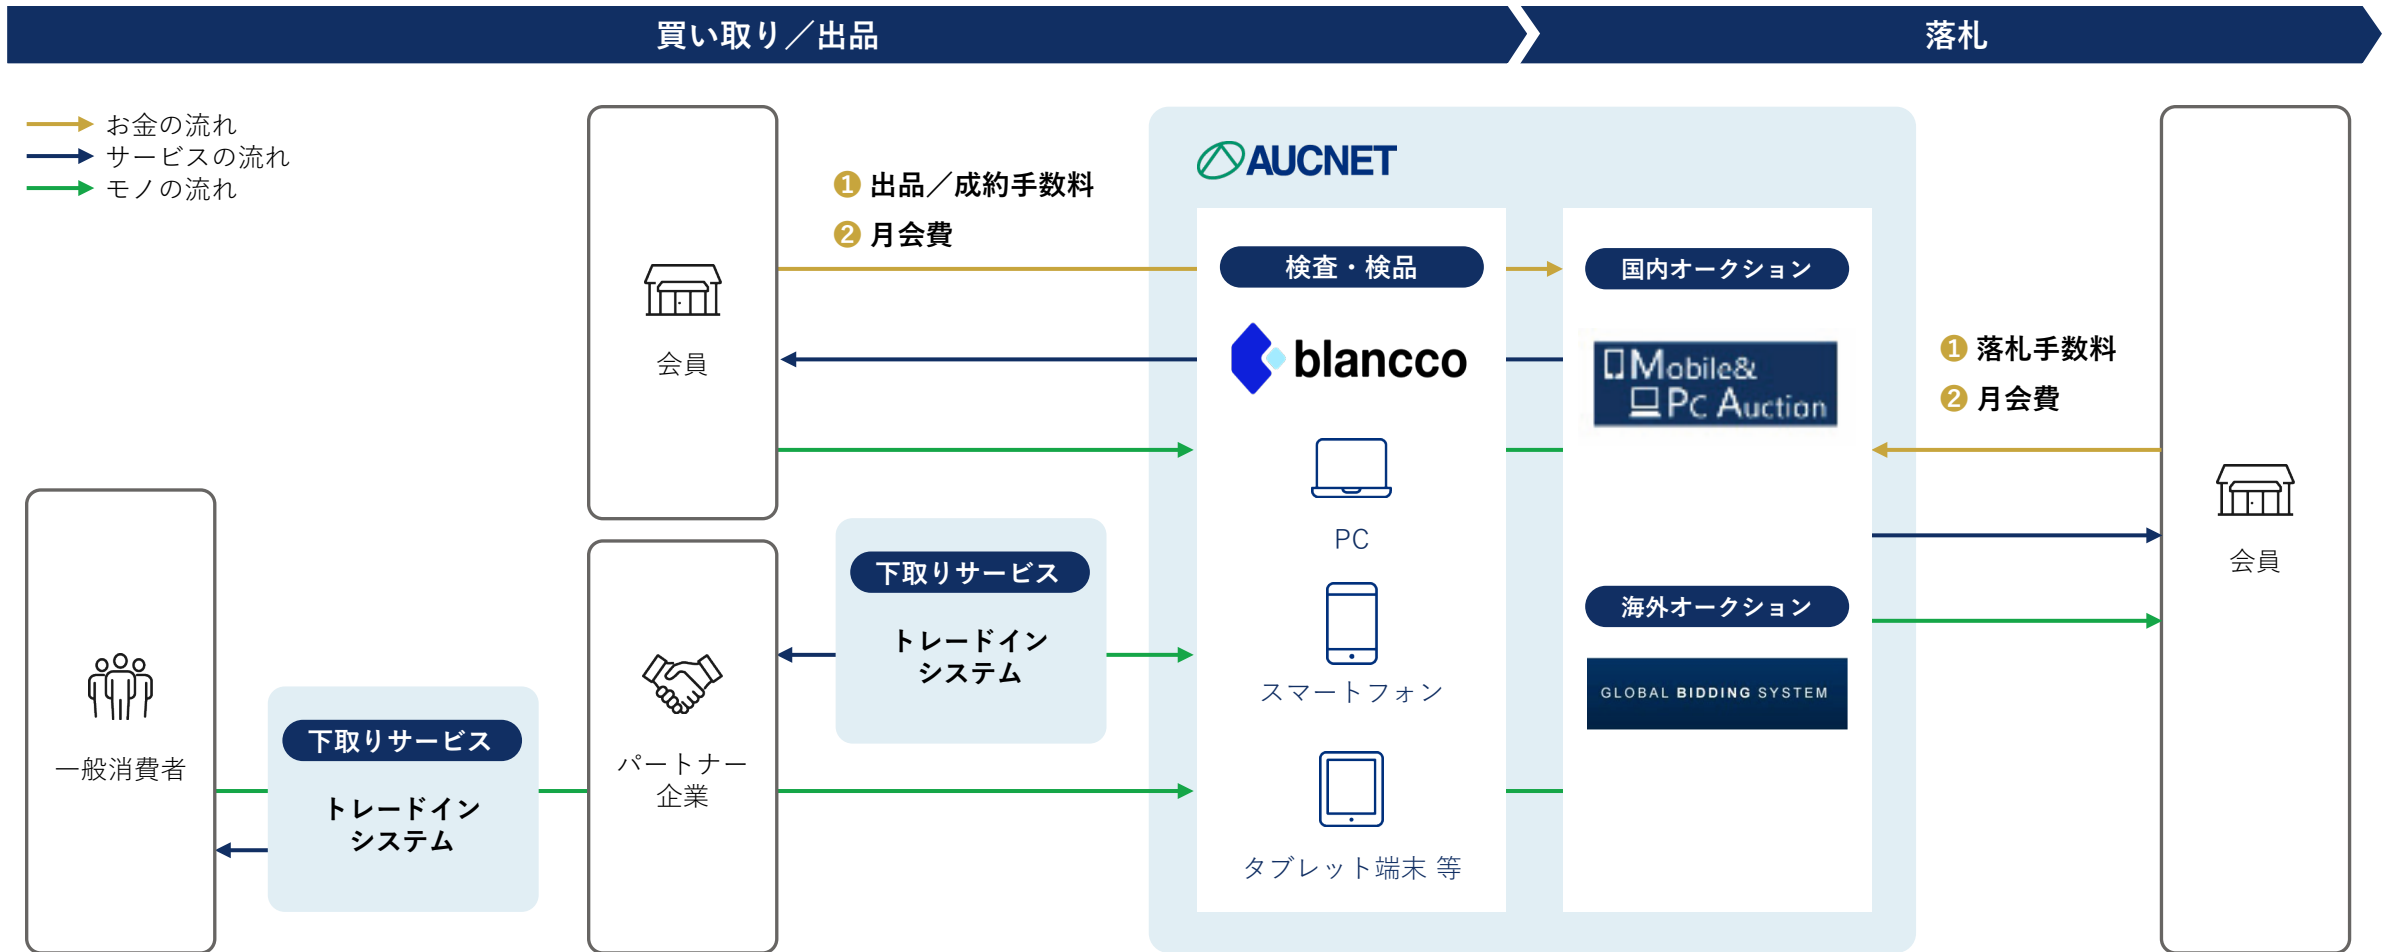 買い取り／出品
落札
お金の流れ
サービスの流れ
モノの流れ
会員
❶ 出品／成約手数料
❷ 月会費
AUCNET
検査・検品
blancco
PC
スマートフォン
タブレット端末 等
国内オークション
Mobile&
PC Auction
海外オークション
GLOBAL BIDDING SYSTEM
❶ 落札手数料
❷ 月会費
会員
下取りサービス
トレードイン
システム
パートナー
企業
下取りサービス
トレードイン
システム
一般消費者